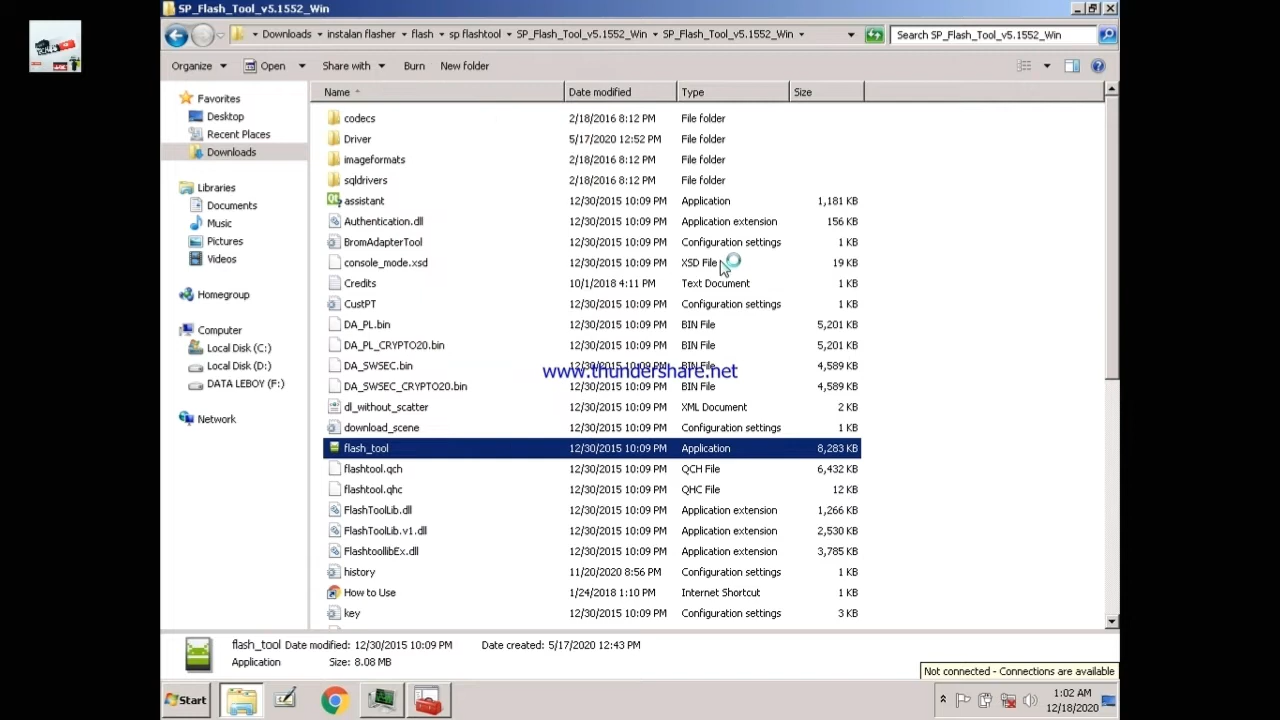 SP_Flash_Tool_v5.1552_Win
Downloads instalan flasher flash sp flashtool SP_Flash_Tool_v5.1552_Win SP_Flash_Tool_v5.1552_Win
Search SP_Flash_Tool_v5.1552_Win
Organize Open Share with Burn New folder
Name Date modified Type Size
Favorites
Desktop
Recent Places
Downloads
Libraries
Documents
Music
Pictures
Videos
Homegroup
Computer
Local Disk (C:)
Local Disk (D:)
DATA LEBOY (F:)
Network
codecs 2/18/2016 8:12 PM File folder
Driver 5/17/2020 12:52 PM File folder
imageformats 2/18/2016 8:12 PM File folder
sqldrivers 2/18/2016 8:12 PM File folder
assistant 12/30/2015 10:09 PM Application 1,181 KB
Authentication.dll 12/30/2015 10:09 PM Application extension 156 KB
BromAdapterTool 12/30/2015 10:09 PM Configuration settings 1 KB
console_mode.xsd 12/30/2015 10:09 PM XSD File 19 KB
Credits 10/1/2018 4:11 PM Text Document 1 KB
CustPT 12/30/2015 10:09 PM Configuration settings 1 KB
DA_PL.bin 12/30/2015 10:09 PM BIN File 5,201 KB
DA_PL_CRYPTO20.bin 12/30/2015 10:09 PM BIN File 5,201 KB
DA_SWSEC.bin 12/30/2015 10:09 PM BIN File 4,589 KB
www.thundershare.net
DA_SWSEC_CRYPTO20.bin 12/30/2015 10:09 PM BIN File 4,589 KB
dl_without_scatter 12/30/2015 10:09 PM XML Document 2 KB
download_scene 12/30/2015 10:09 PM Configuration settings 1 KB
flash_tool 12/30/2015 10:09 PM Application 8,283 KB
flashtool.qch 12/30/2015 10:09 PM QCH File 6,432 KB
flashtool.qhc 12/30/2015 10:09 PM QHC File 12 KB
FlashToolLib.dll 12/30/2015 10:09 PM Application extension 1,266 KB
FlashToolLib.v1.dll 12/30/2015 10:09 PM Application extension 2,530 KB
FlashtoollibEx.dll 12/30/2015 10:09 PM Application extension 3,785 KB
history 11/20/2020 8:56 PM Configuration settings 1 KB
How to Use 1/24/2018 1:10 PM Internet Shortcut 1 KB
key 12/30/2015 10:09 PM Configuration settings 3 KB
flash_tool Date modified: 12/30/2015 10:09 PM Date created: 5/17/2020 12:43 PM
Application Size: 8.08 MB
Not connected - Connections are available
Start
1:02 AM
12/18/2020